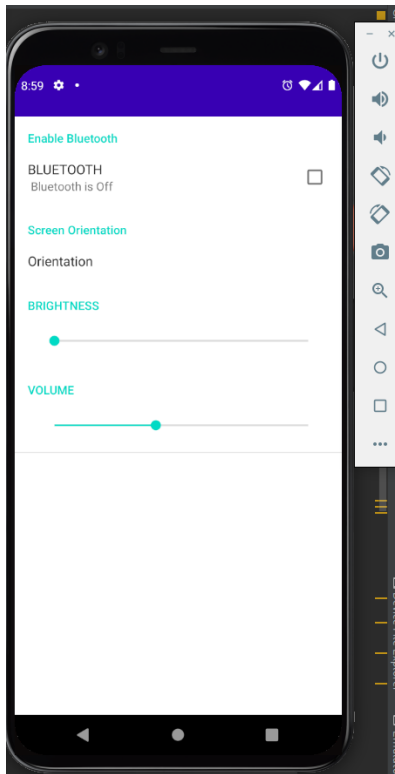 8:59
Enable Bluetooth
BLUETOOTH
Bluetooth is Off
Screen Orientation
Orientation
BRIGHTNESS
VOLUME